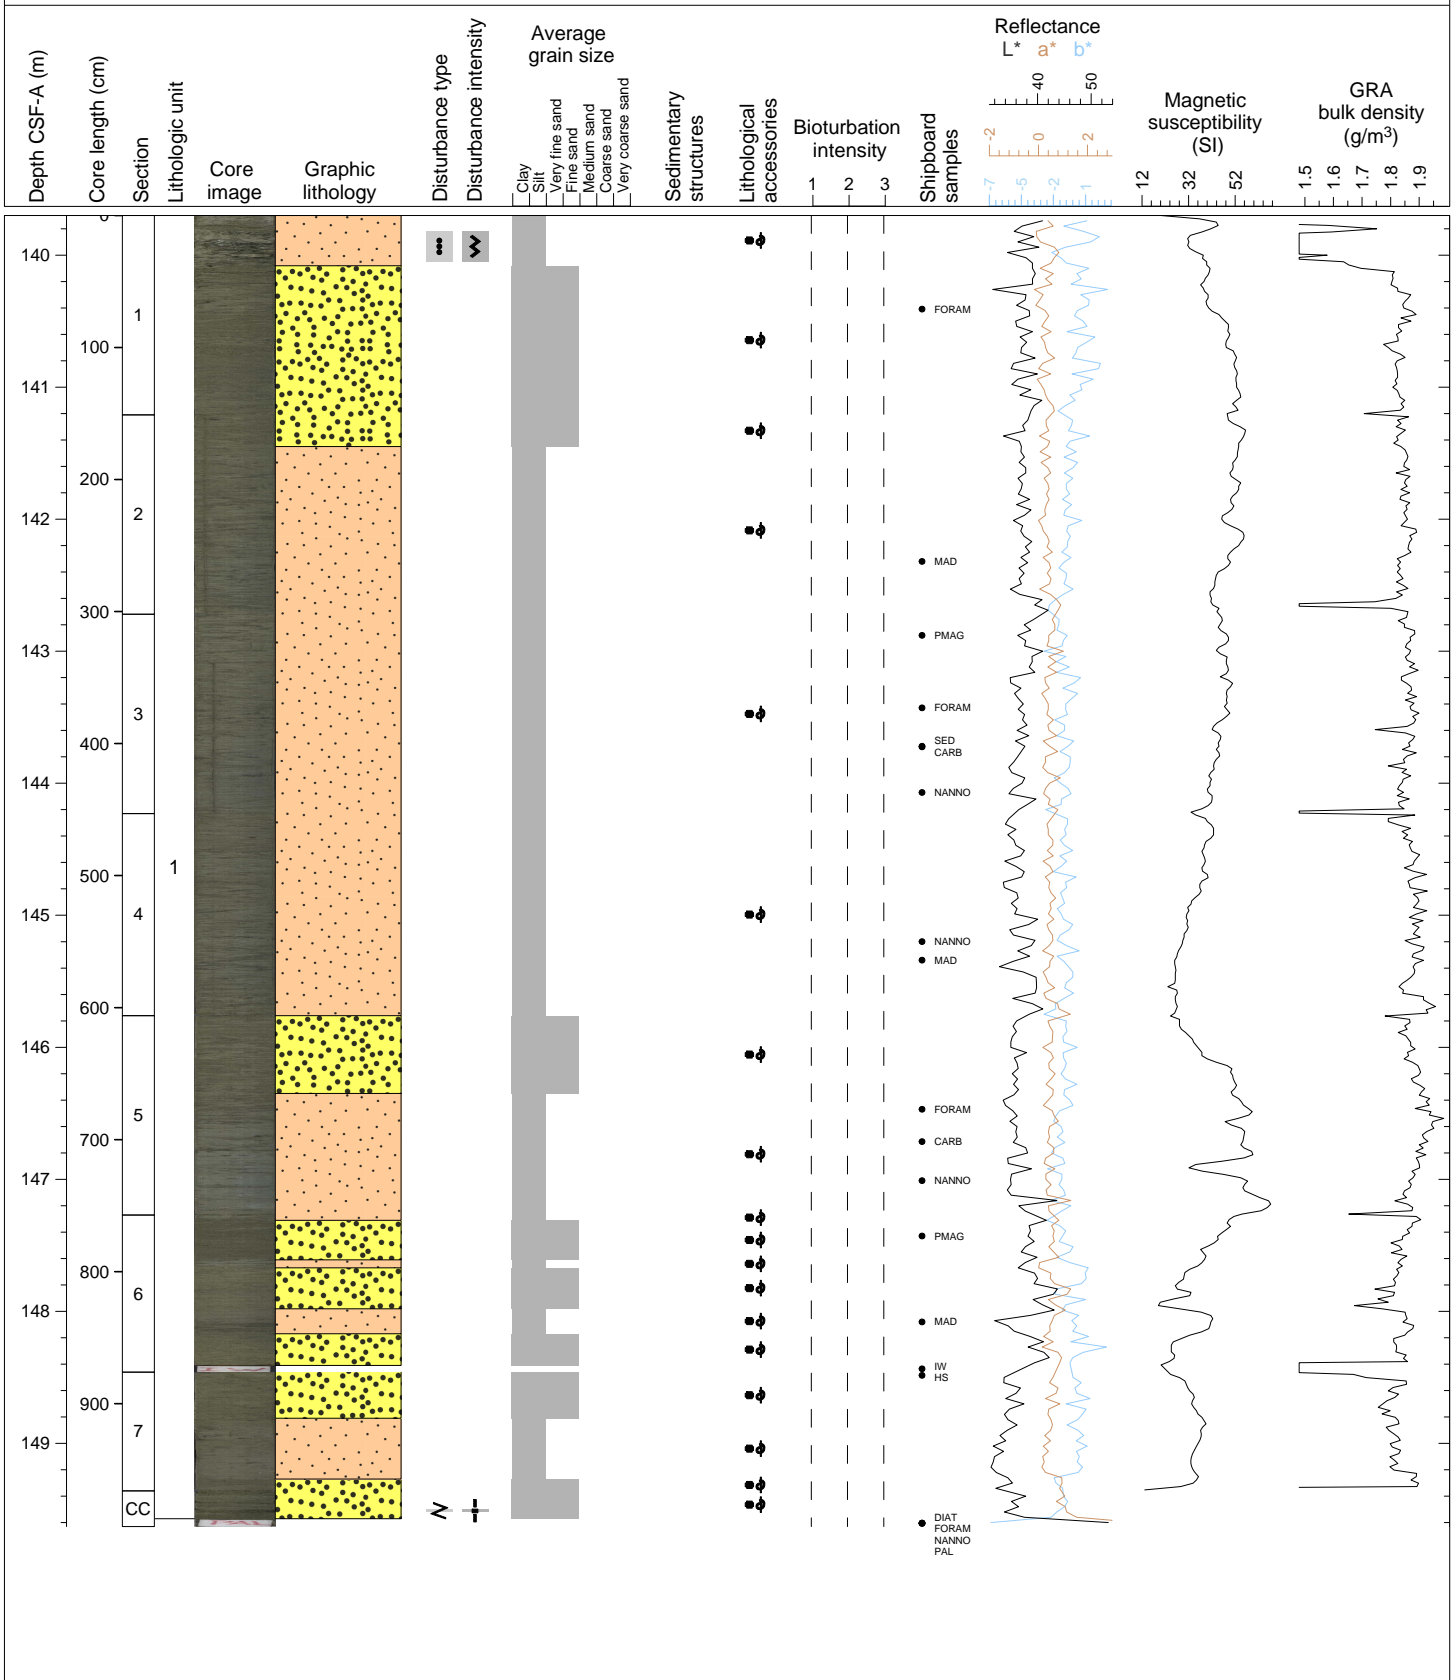 Depth CSF-A (m)
Core length (cm)
Section
Lithologic unit
Core
image
Graphic
lithology
Disturbance type
Disturbance intensity
Average
grain size
Clay
Silt
Very fine sand
Fine sand
Medium sand
Coarse sand
Very coarse sand
Sedimentary
structures
Lithological
accessories
Bioturbation
intensity
1 2 3
Shipboard
samples
Reflectance
L* a* b*
40 50
-2 0 2
-7 -5 -2 1
Magnetic
susceptibility
(SI)
12 32 52
GRA
bulk density
(g/m3)
1.5 1.6 1.7 1.8 1.9
0
140
1
FORAM
100
141
200
2
142
MAD
300
PMAG
143
3
FORAM
400
SED
CARB
144
NANNO
1
500
4
145
NANNO
MAD
600
146
FORAM
5
700
CARB
147
NANNO
PMAG
800
6
148
MAD
IW
HS
900
7
149
CC
DIAT
FORAM
NANNO
PAL